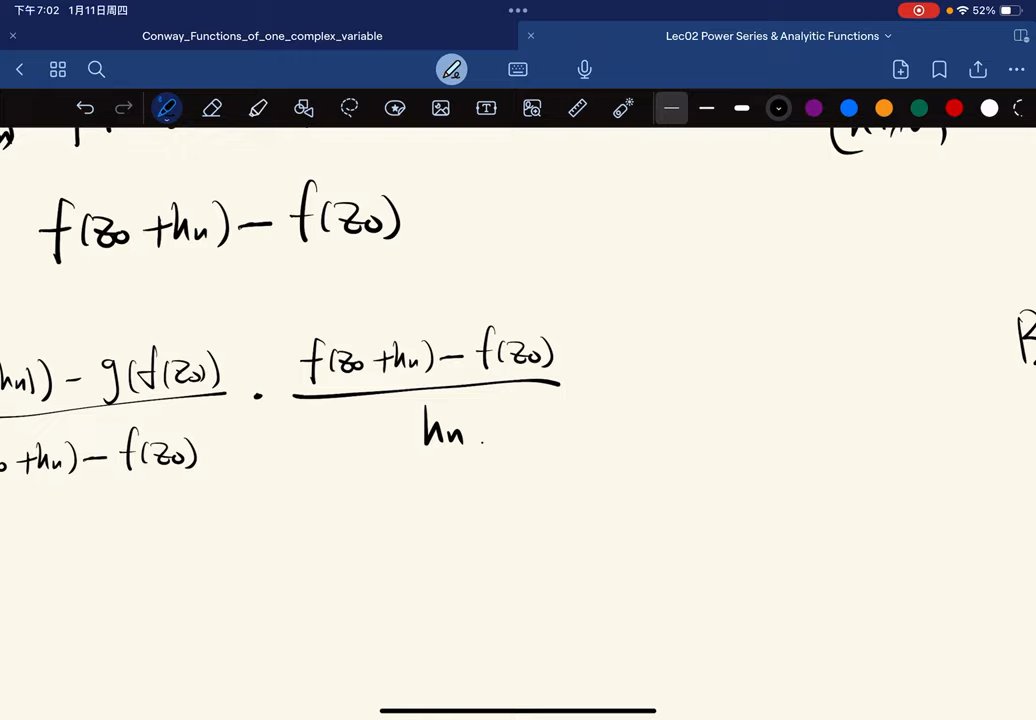 下午7:02 1月11日周四 52%
Conway_Functions_of_one_complex_variable
Lec02 Power Series & Analyitic Functions
f(z0+hn)-f(z0)
hn)) - g(f(z0)) · f(z0+hn)-f(z0)
+hn)-f(z0) hn.